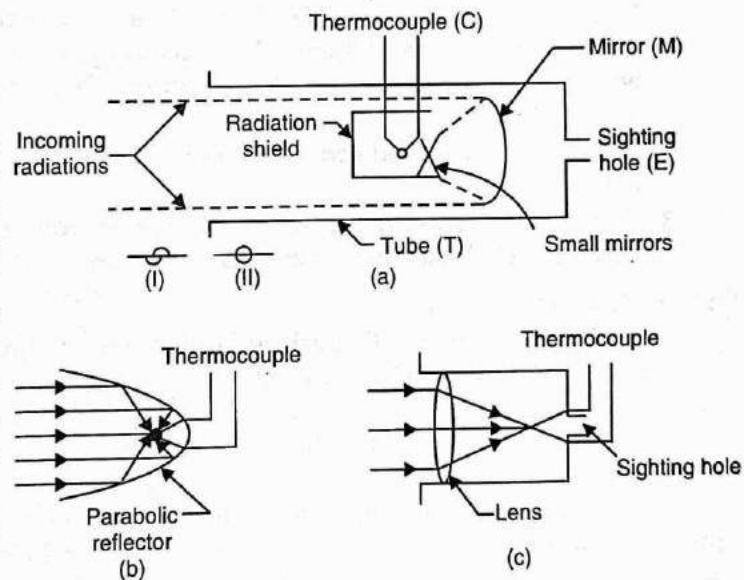 Thermocouple (C)
Mirror (M)
Incoming
radiations
Radiation
shield
Sighting
hole (E)
Tube (T)
Small mirrors
(I)
(II)
(a)
Thermocouple
Parabolic
reflector
(b)
Thermocouple
Sighting hole
Lens
(c)